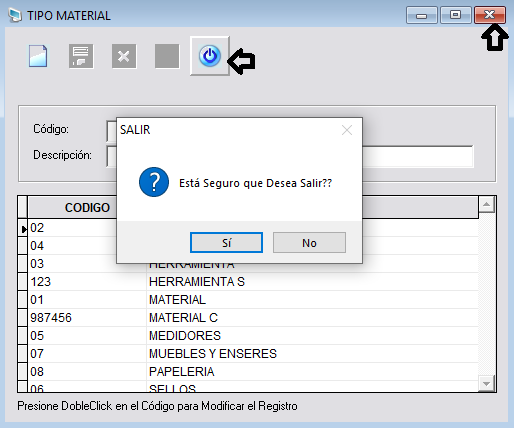 TIPO MATERIAL
Código:
SALIR
Descripción:
Está Seguro que Desea Salir??
Sí No
CODIGO
02
04
03 HERRAMIENTA
123 HERRAMIENTA S
01 MATERIAL
987456 MATERIAL C
05 MEDIDORES
07 MUEBLES Y ENSERES
08 PAPELERIA
06 SELLOS
Presione DobleClick en el Código para Modificar el Registro